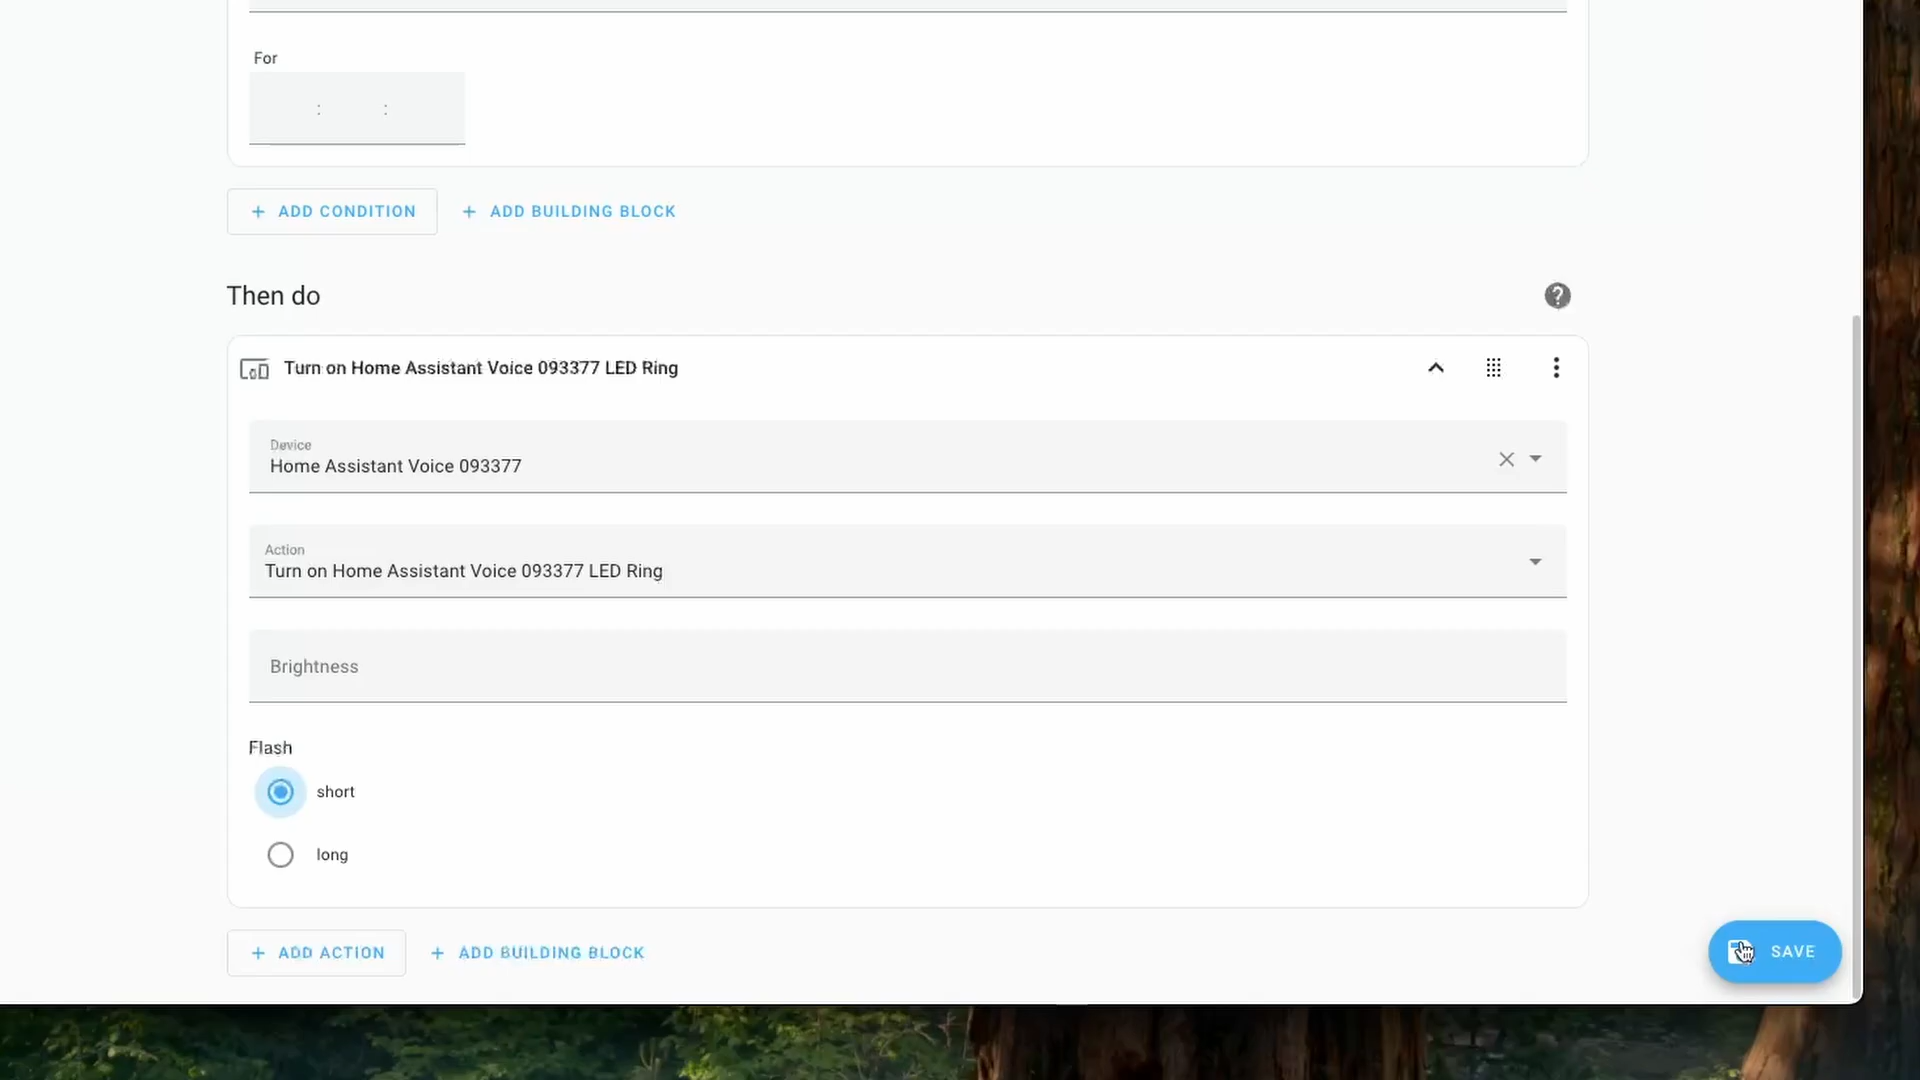 For
: :
+ ADD CONDITION + ADD BUILDING BLOCK
Then do
Turn on Home Assistant Voice 093377 LED Ring
Device
Home Assistant Voice 093377
Action
Turn on Home Assistant Voice 093377 LED Ring
Brightness
Flash
short
long
+ ADD ACTION + ADD BUILDING BLOCK
SAVE